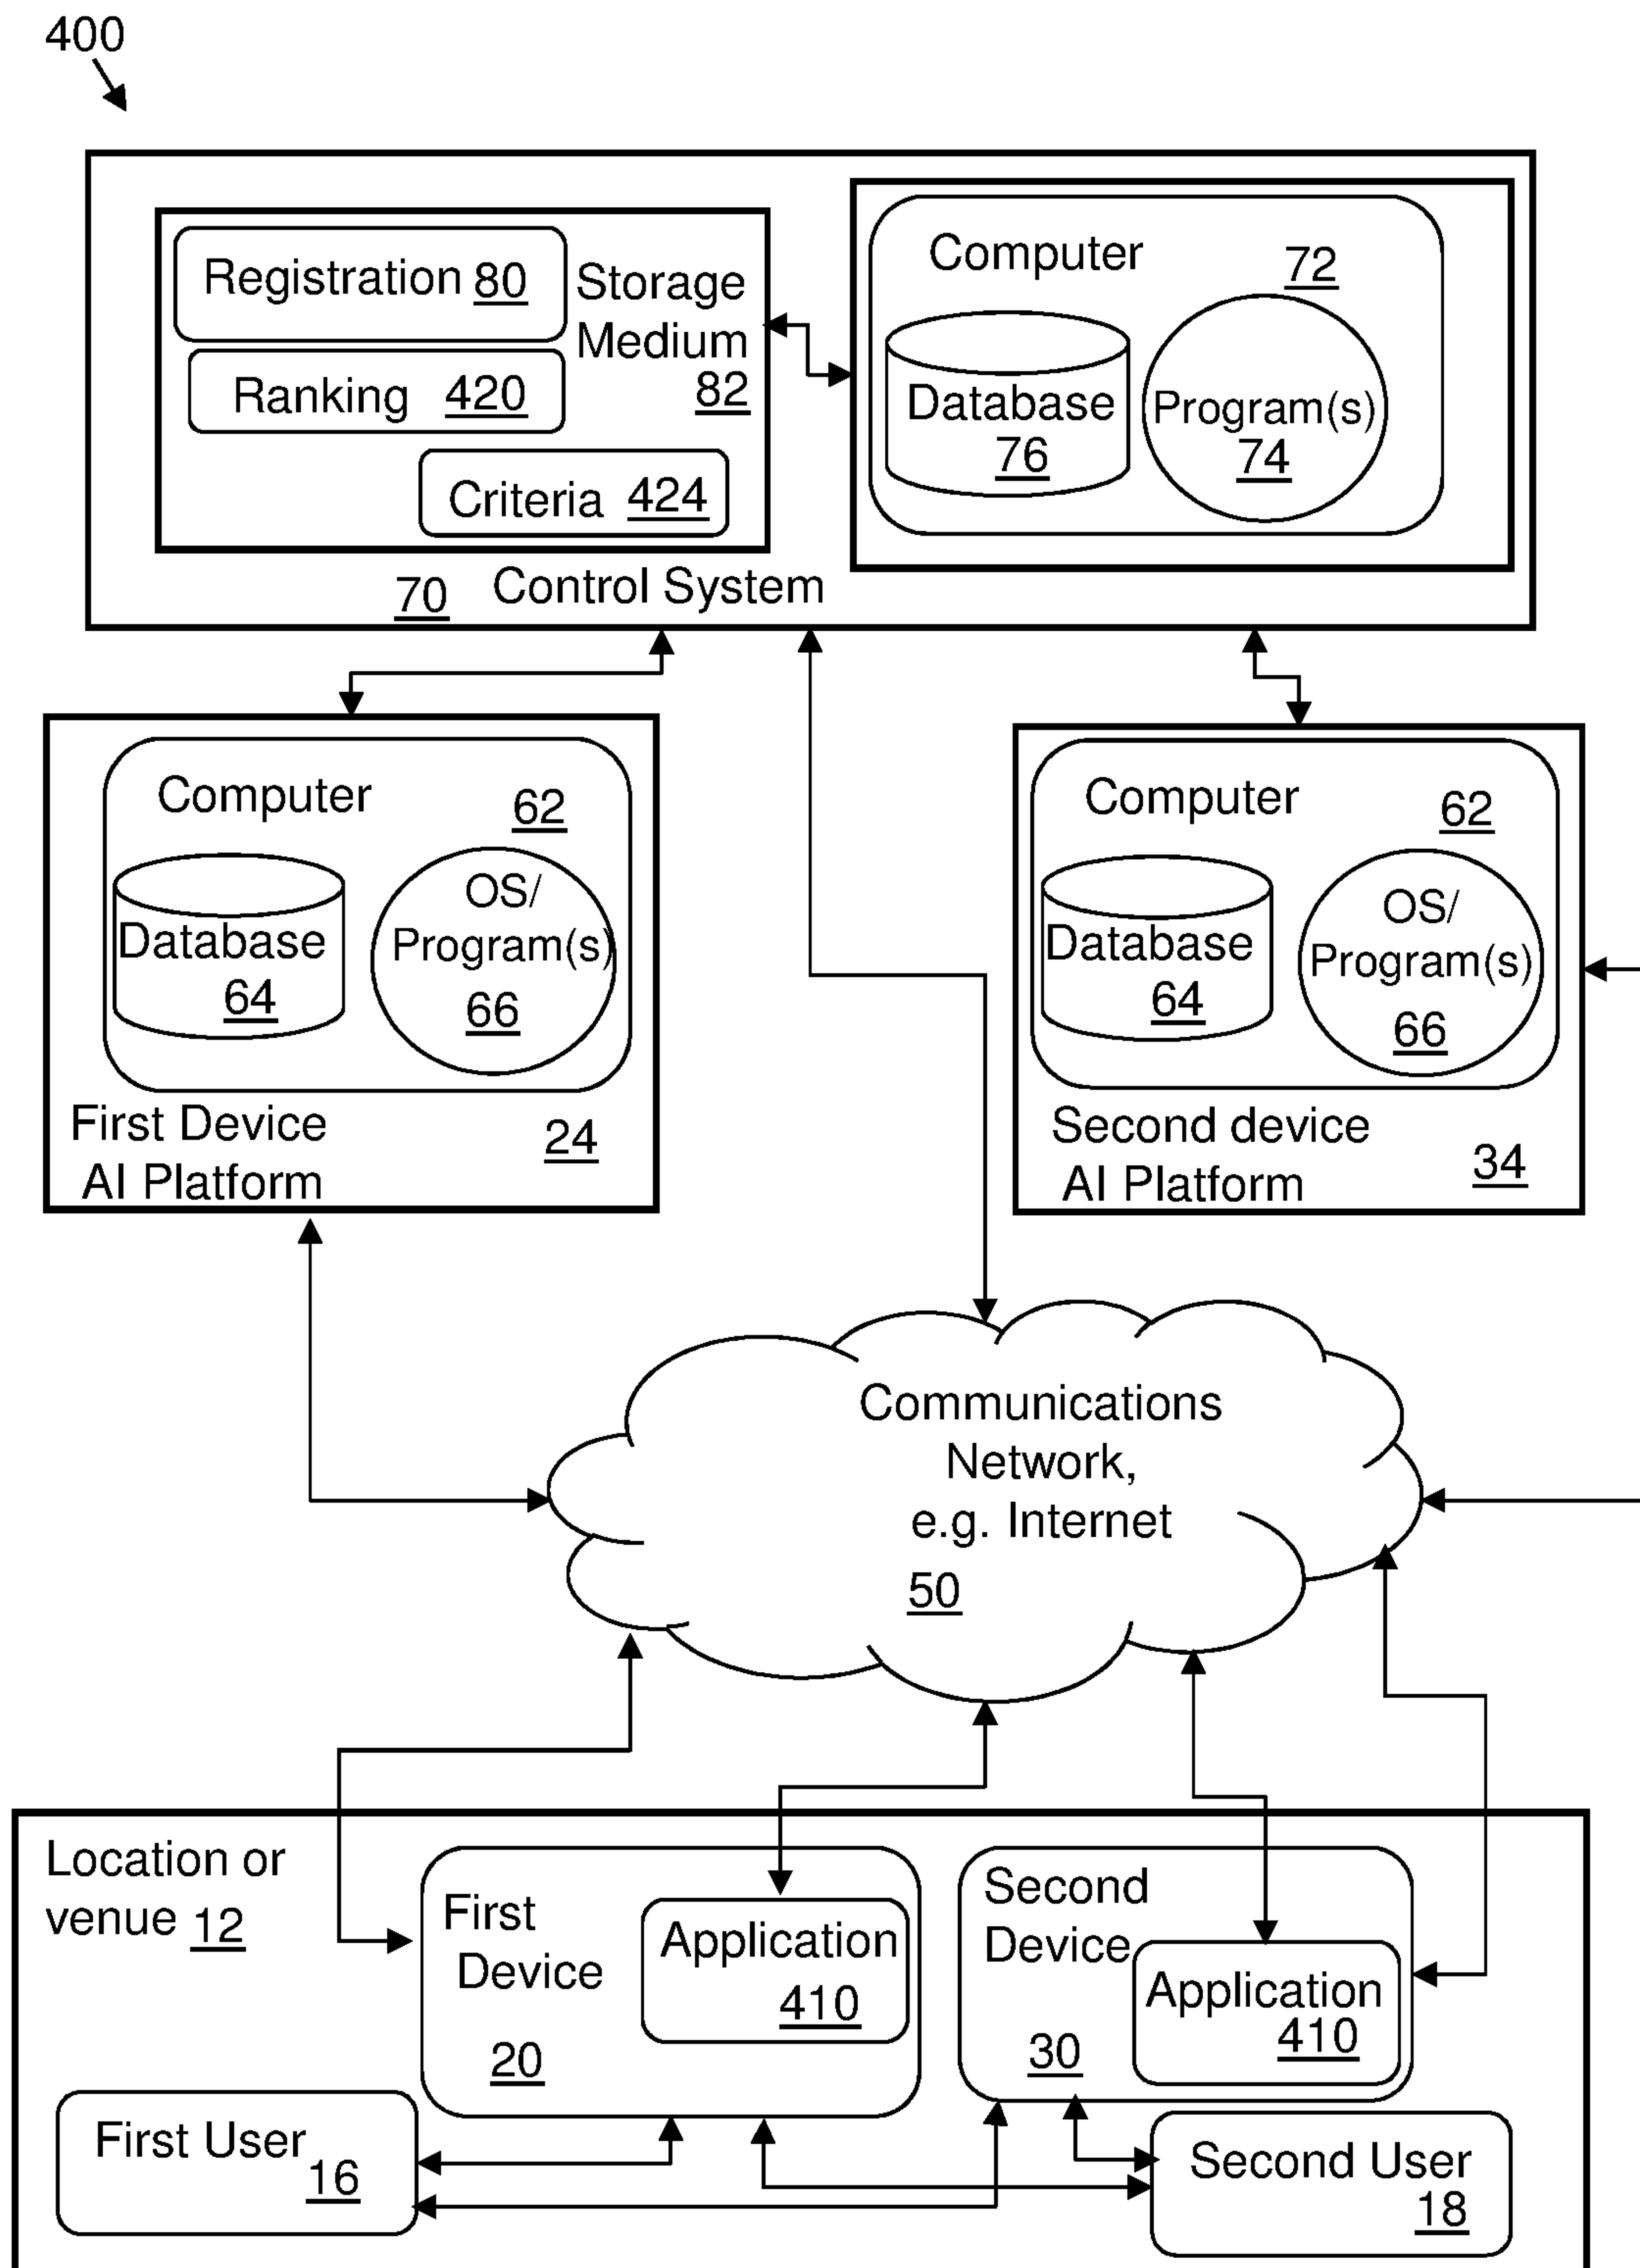 400
Registration 80
Storage
Medium
82
Ranking 420
Criteria 424
Computer
72
Database
76
Program(s)
74
70 Control System
Computer
62
Database
64
OS/
Program(s)
66
First Device
AI Platform
24
Computer
62
Database
64
OS/
Program(s)
66
Second device
AI Platform
34
Communications
Network,
e.g. Internet
50
Location or
venue 12
First
Device
20
Application
410
Second
Device
30
Application
410
First User
16
Second User
18